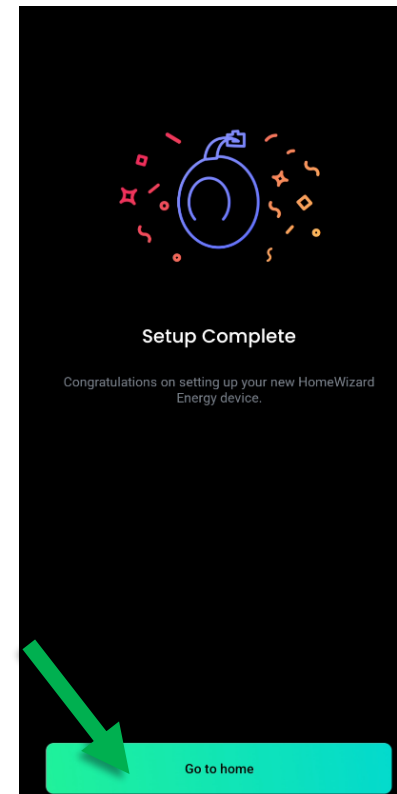 Setup Complete
Congratulations on setting up your new HomeWizard
Energy device.
Go to home